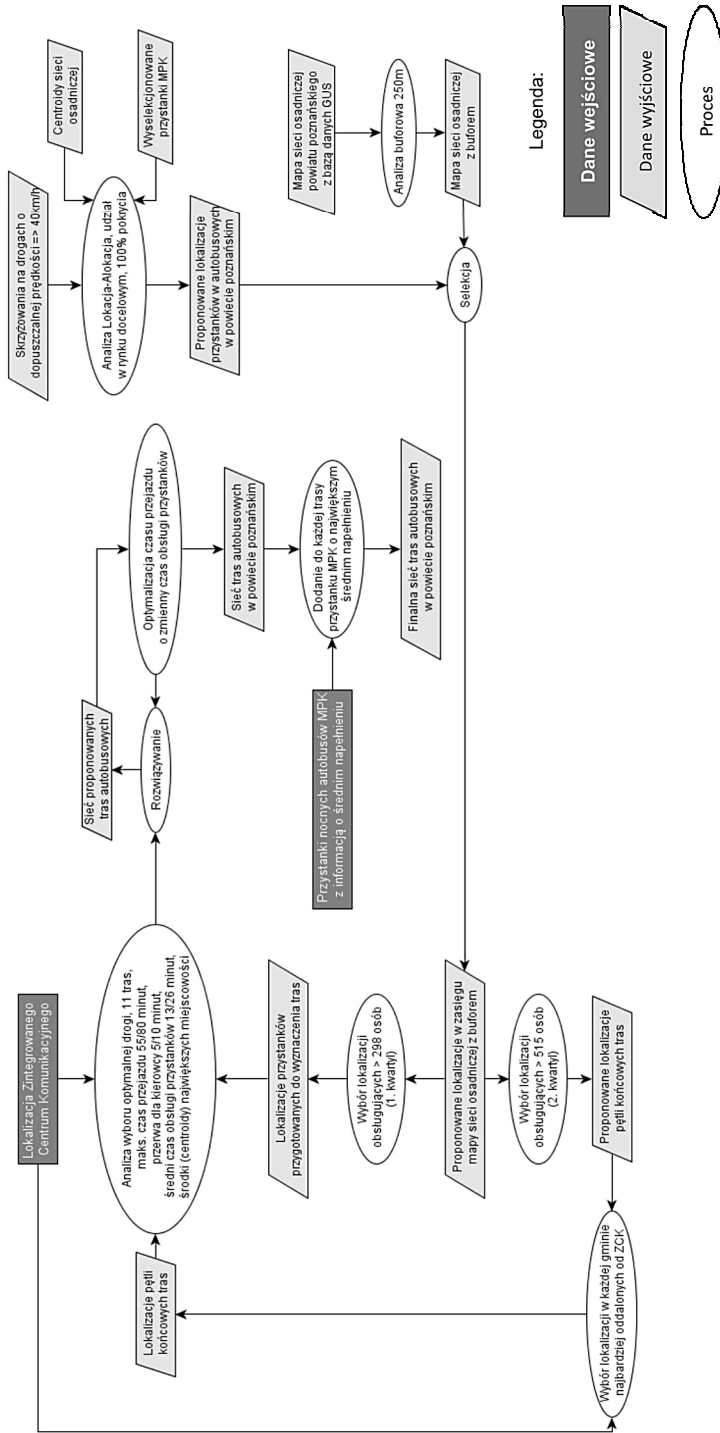 Lokalizacja Zintegrowanego
Centrum Komunikacyjnego
Lokalizacje pętli
końcowych tras
Analiza wyboru optymalnej drogi, 11 tras,
maks. czas przejazdu 55/80 minut,
przerwa dla kierowcy 5/10 minut,
średni czas obsługi przystanków 13/26 minut,
środki (centroidy) największych miejscowości
Rozwiązywanie
Sieć proponowanych
tras autobusowych
Optymalizacja czasu przejazdu
o zmienny czas obsługi przystanków
Sieć tras autobusowych
w powiecie poznańskim
Przystanki nocnych autobusów MPK
z informacją o średnim napełnieniu
Dodanie do każdej trasy
przystanku MPK o największym
średnim napełnieniu
Finalna sieć tras autobusowych
w powiecie poznańskim
Skrzyżowania na drogach o
dopuszczalnej prędkości => 40km/h
Centroidy sieci
osadniczej
Analiza Lokacja-Alokacja, udział
w rynku docelowym, 100% pokrycia
Wyselekcjonowane
przystanki MPK
Proponowane lokalizacje
przystanków w autobusowych
w powiecie poznańskim
Mapa sieci osadniczej
powiatu poznańskiego
z bazą danych GUS
Analiza buforowa 250m
Mapa sieci osadniczej
z buforem
Selekcja
Lokalizacje przystanków
przygotowanych do wyznaczenia tras
Wybór lokalizacji
obsługujących > 298 osób
(1. kwartyl)
Proponowane lokalizacje w zasięgu
mapy sieci osadniczej z buforem
Wybór lokalizacji
obsługujących > 515 osób
(2. kwartyl)
Proponowane lokalizacje
pętli końcowych tras
Wybór lokalizacji w każdej gminie
najbardziej oddalonych od ZCK
Legenda:
Dane wejściowe
Dane wyjściowe
Proces